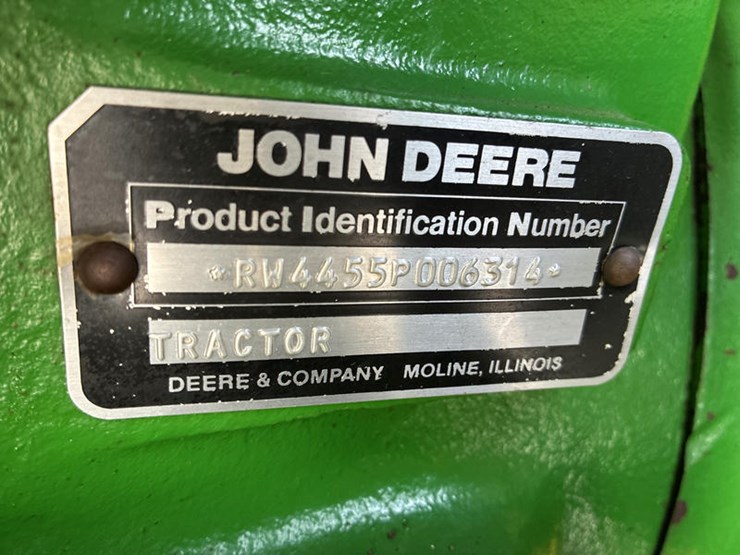 JOHN DEERE
Product Identification Number
*RW4455P006314*
TRACTOR
DEERE & COMPANY MOLINE, ILLINOIS